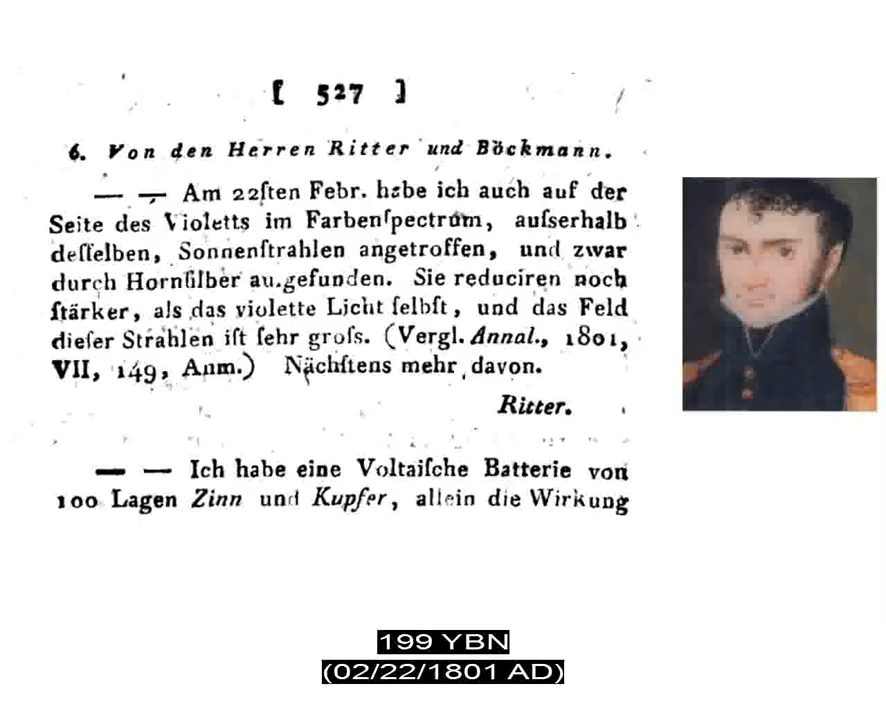 [ 527 ]
6. Von den Herren Ritter und Böckmann.
— — Am 22ſten Febr. habe ich auch auf der
Seite des Violetts im Farbenſpectrum, auſserhalb
deſſelben, Sonnenſtrahlen angetroffen, und zwar
durch Hornſilber au.gefunden. Sie reduciren noch
ſtärker, als das violette Licht ſelbſt, und das Feld
dieſer Strahlen iſt ſehr groſs. (Vergl. Annal., 1801,
VII, 149, Anm.) Nächſtens mehr davon.
Ritter.
— — Ich habe eine Voltaiſche Batterie von
100 Lagen Zinn und Kupfer, allein die Wirkung
199 YBN
(02/22/1801 AD)